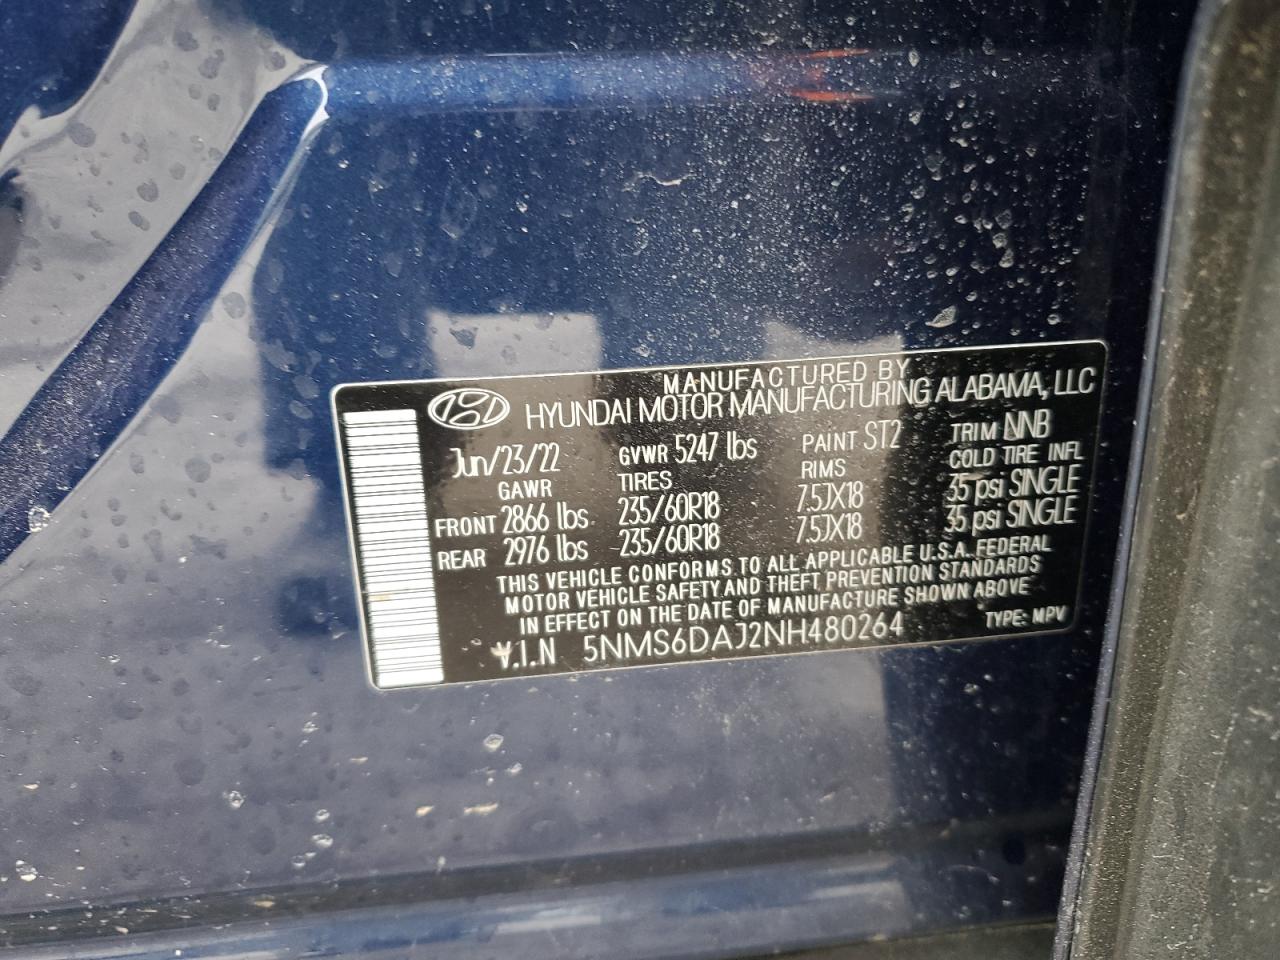 MANUFACTURED BY
HYUNDAI MOTOR MANUFACTURING ALABAMA, LLC
Jun/23/22 GVWR 5247 lbs PAINT ST2 TRIM NNB
GAWR TIRES RIMS COLD TIRE INFL
FRONT 2866 lbs 235/60R18 7.5JX18 35 psi SINGLE
REAR 2976 lbs 235/60R18 7.5JX18 35 psi SINGLE
THIS VEHICLE CONFORMS TO ALL APPLICABLE U.S.A. FEDERAL
MOTOR VEHICLE SAFETY AND THEFT PREVENTION STANDARDS
IN EFFECT ON THE DATE OF MANUFACTURE SHOWN ABOVE
V.I.N 5NMS6DAJ2NH480264 TYPE: MPV